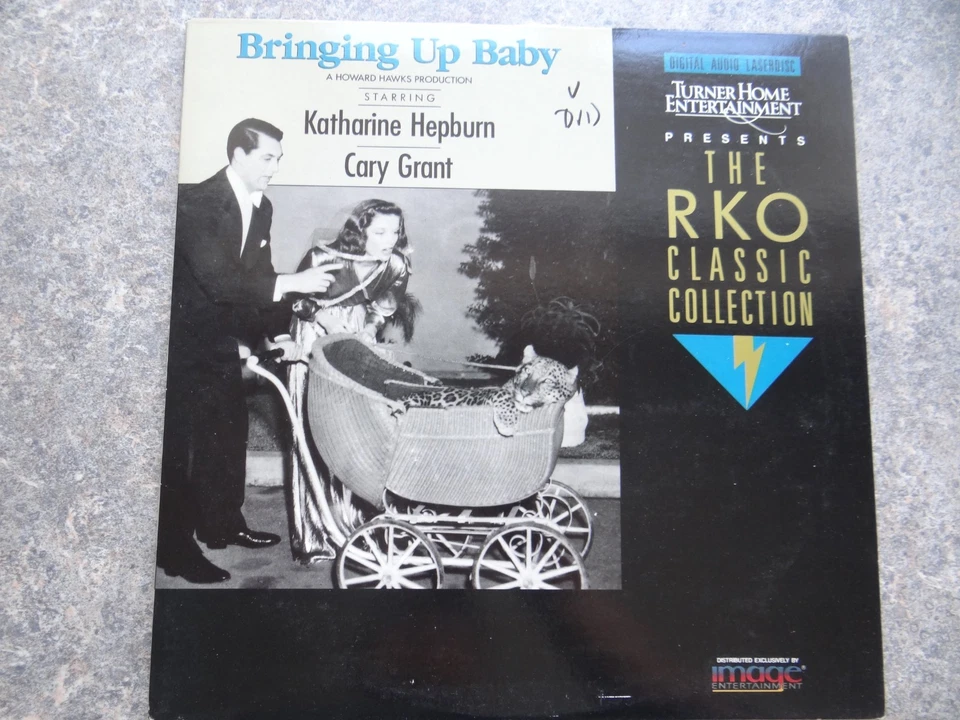 Bringing Up Baby
A HOWARD HAWKS PRODUCTION
STARRING
Katharine Hepburn
Cary Grant
DIGITAL AUDIO LASERDISC
TURNER HOME
ENTERTAINMENT
PRESENTS
THE
RKO
CLASSIC
COLLECTION
DISTRIBUTED EXCLUSIVELY BY
image
ENTERTAINMENT